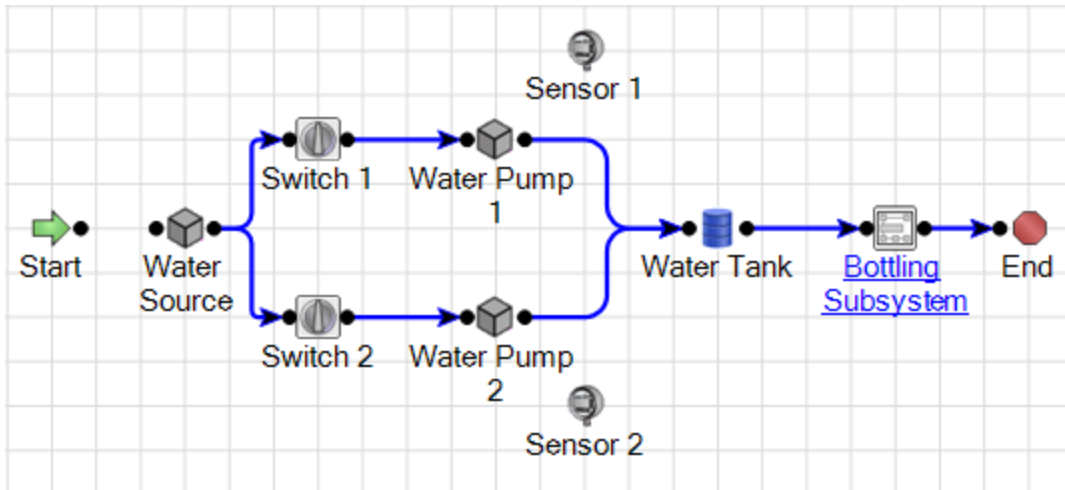 Sensor 1
Switch 1
Water Pump
1
Start
Water
Source
Water Tank
Bottling
Subsystem
End
Switch 2
Water Pump
2
Sensor 2